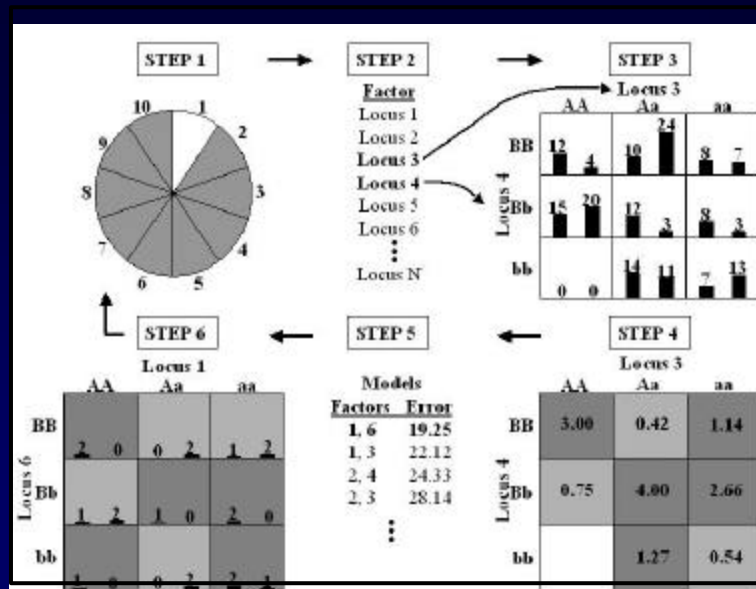 STEP 1
STEP 2
STEP 3
10 1
9 2
8 3
7 4
6 5
Factor
Locus 1
Locus 2
Locus 3
Locus 4
Locus 5
Locus 6
Locus N
Locus 3
AA Aa aa
Locus 4
BB 12 4 10 24 8 7
Bb 15 20 12 3 8 3
bb 0 0 14 11 7 13
STEP 6
STEP 5
STEP 4
Locus 1
AA Aa aa
Locus 6
BB 2 0 0 2 1 2
Bb 1 2 1 0 2 0
bb 1 0 0 2 2 1
Models
Factors Error
1, 6 19.25
1, 3 22.12
2, 4 24.33
2, 3 28.14
Locus 3
AA Aa aa
Locus 4
BB 3.00 0.42 1.14
Bb 0.75 4.00 2.66
bb 1.27 0.54